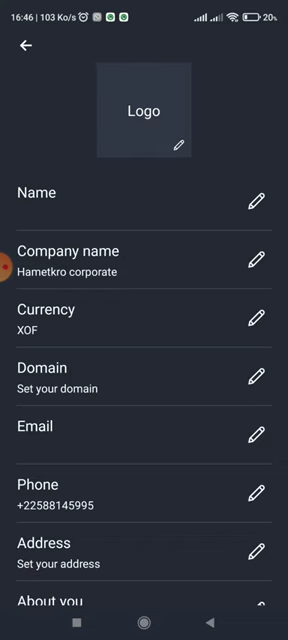 16:46 | 103 Ko/s
20%
Logo
Name
Company name
Hametkro corporate
Currency
XOF
Domain
Set your domain
Email
Phone
+22588145995
Address
Set your address
About you